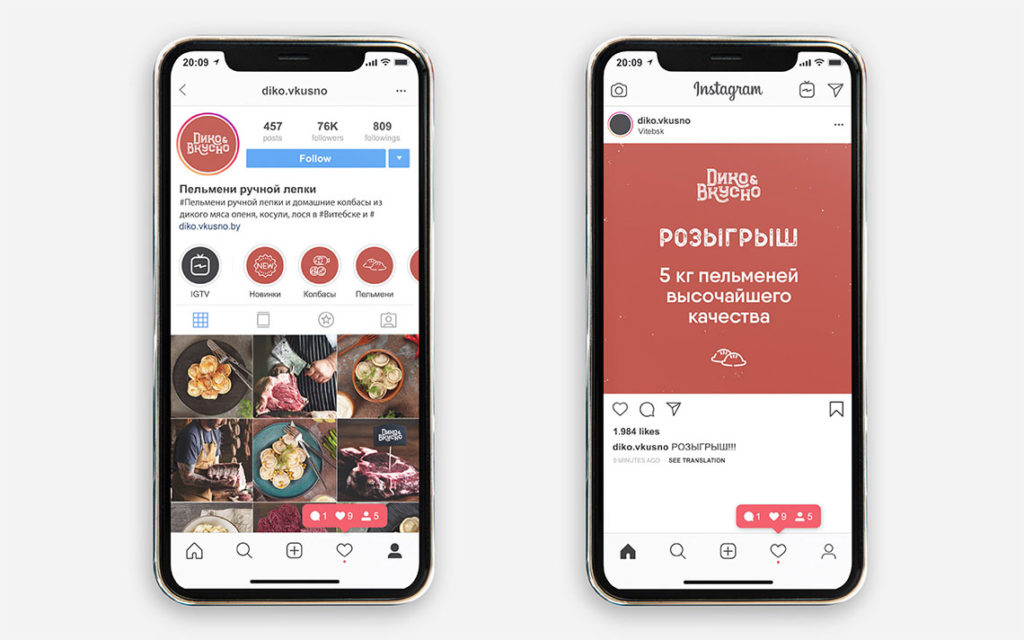 20:09
diko.vkusno
ДИКО&
ВКУСНО
457
posts
76K
followers
809
followings
Follow
Пельмени ручной лепки
#Пельмени ручной лепки и домашние колбасы из
дикого мяса оленя, косули, лося в #Витебске и #
diko.vkusno.by
NEW
IGTV
Новинки
Колбасы
Пельмени
ДИКО&
ВКУСНО
1 9 5
20:09
Instagram
diko.vkusno
Vitebsk
ДИКО&
ВКУСНО
РОЗЫГРЫШ
5 кг пельменей
высочайшего
качества
1.984 likes
diko.vkusno РОЗЫГРЫШ!!!
9 MINUTES AGO SEE TRANSLATION
1 9 5